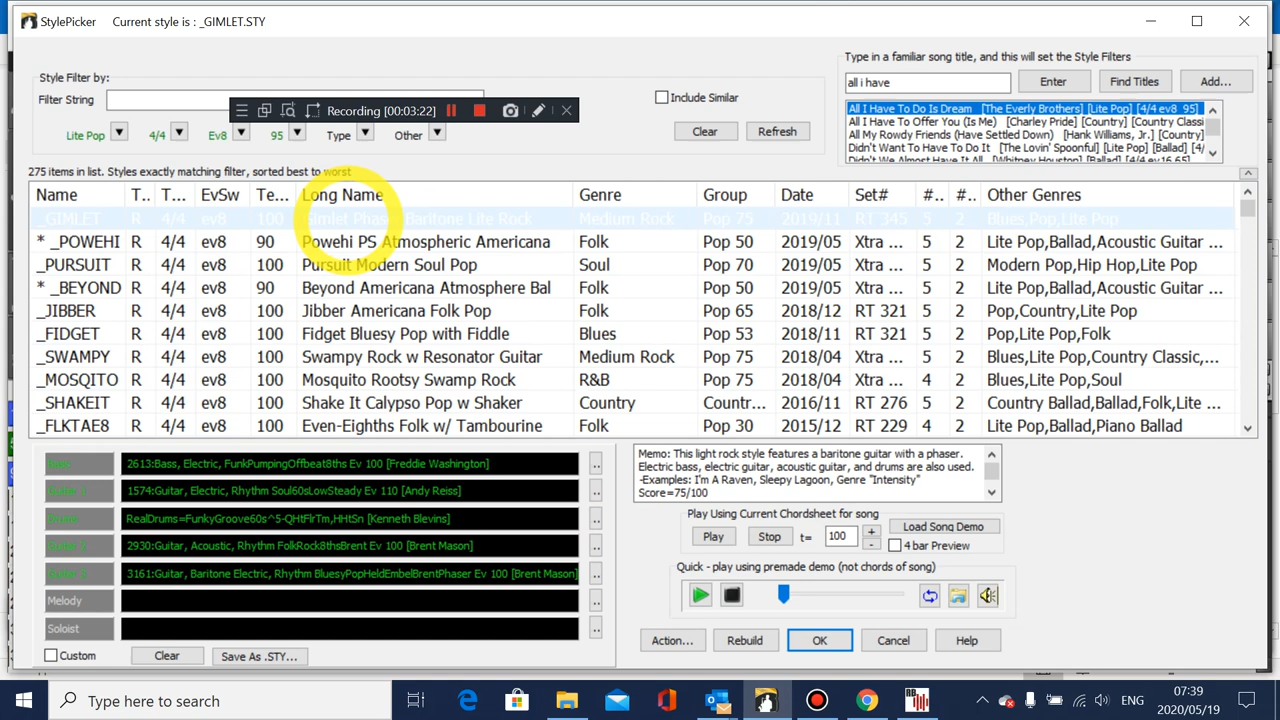 StylePicker Current style is : _GIMLET.STY
Style Filter by:
Filter String
Recording [00:03:22]
Lite Pop 4/4 Ev8 95 Type Other
Include Similar
Clear Refresh
Type in a familiar song title, and this will set the Style Filters
all i have Enter Find Titles Add...
All I Have To Do Is Dream [The Everly Brothers] [Lite Pop] [4/4 ev8 95]
All I Have To Offer You (Is Me) [Charley Pride] [Country] [Country Classi
All My Rowdy Friends (Have Settled Down) [Hank Williams, Jr.] [Country]
Didn't Want To Have To Do It [The Lovin' Spoonful] [Lite Pop] [Ballad] [4/
Didn't We Almost Have It All [Whitney Houston] [Ballad] [4/4 ev16 65]
275 items in list. Styles exactly matching filter, sorted best to worst
Name T.. T... EvSw Te... Long Name Genre Group Date Set# #.. #.. Other Genres
_GIMLET R 4/4 ev8 100 Gimlet Phaser Baritone Lite Rock Medium Rock Pop 75 2019/11 RT 345 5 2 Blues,Pop,Lite Pop
* _POWEHI R 4/4 ev8 90 Powehi PS Atmospheric Americana Folk Pop 50 2019/05 Xtra ... 5 2 Lite Pop,Ballad,Acoustic Guitar ...
_PURSUIT R 4/4 ev8 100 Pursuit Modern Soul Pop Soul Pop 70 2019/05 Xtra ... 5 2 Modern Pop,Hip Hop,Lite Pop
* _BEYOND R 4/4 ev8 90 Beyond Americana Atmosphere Bal Folk Pop 50 2019/05 Xtra ... 5 2 Lite Pop,Ballad,Acoustic Guitar ...
_JIBBER R 4/4 ev8 100 Jibber Americana Folk Pop Folk Pop 65 2018/12 RT 321 5 2 Pop,Country,Lite Pop
_FIDGET R 4/4 ev8 100 Fidget Bluesy Pop with Fiddle Blues Pop 53 2018/12 RT 321 5 2 Pop,Lite Pop,Folk
_SWAMPY R 4/4 ev8 100 Swampy Rock w Resonator Guitar Medium Rock Pop 75 2018/04 Xtra ... 5 2 Blues,Lite Pop,Country Classic,...
_MOSQITO R 4/4 ev8 100 Mosquito Rootsy Swamp Rock R&B Pop 75 2018/04 Xtra ... 4 2 Blues,Lite Pop,Soul
_SHAKEIT R 4/4 ev8 100 Shake It Calypso Pop w Shaker Country Countr... 2016/11 RT 276 5 2 Country Ballad,Ballad,Folk,Lite ...
_FLKTAE8 R 4/4 ev8 100 Even-Eighths Folk w/ Tambourine Folk Pop 30 2015/12 RT 229 4 2 Lite Pop,Ballad,Piano Ballad
Bass 2613:Bass, Electric, FunkPumpingOffbeat8ths Ev 100 [Freddie Washington] ..
1574:Guitar, Electric, Rhythm Soul60sLowSteady Ev 110 [Andy Reiss] ..
RealDrums=FunkyGroove60s^5-QHtFlrTm,HHtSn [Kenneth Blevins] ..
2930:Guitar, Acoustic, Rhythm FolkRock8thsBrent Ev 100 [Brent Mason] ..
3161:Guitar, Baritone Electric, Rhythm BluesyPopHeldEmbelBrentPhaser Ev 100 [Brent Mason] ..
Melody ..
Soloist ..
Custom Clear Save As .STY...
Memo: This light rock style features a baritone guitar with a phaser.
Electric bass, electric guitar, acoustic guitar, and drums are also used.
-Examples: I'm A Raven, Sleepy Lagoon, Genre "Intensity"
Score=75/100
Play Using Current Chordsheet for song
Play Stop t= 100 + - Load Song Demo
4 bar Preview
Quick - play using premade demo (not chords of song)
Action... Rebuild OK Cancel Help
Type here to search
ENG
07:39
2020/05/19